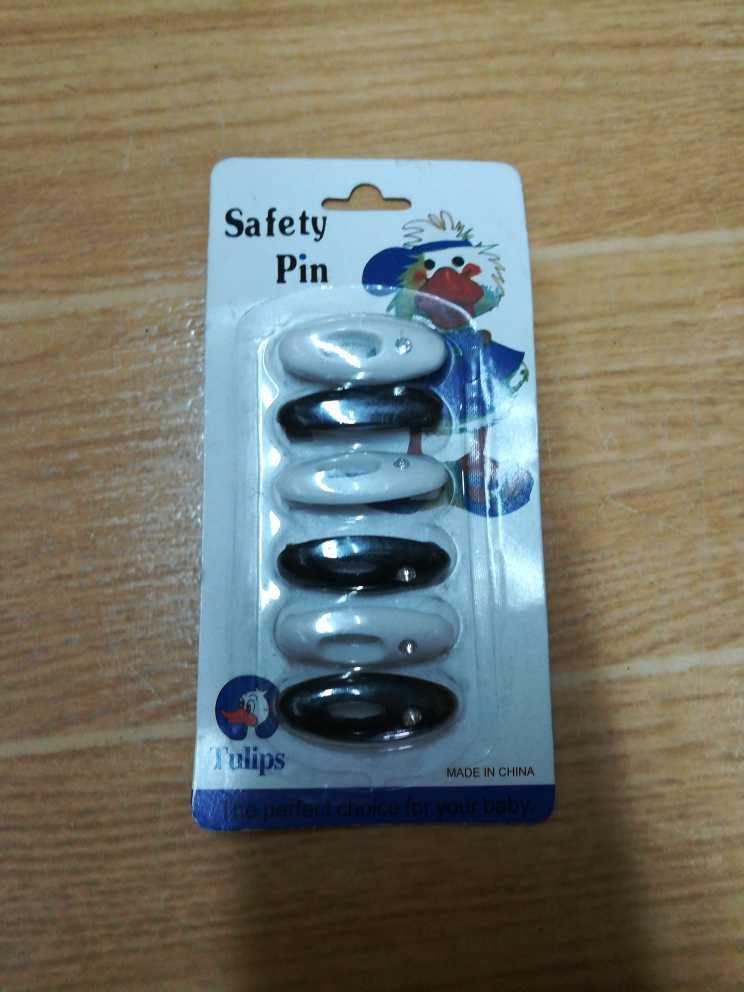 Safety
Pin
Tulips
MADE IN CHINA
The perfect choice for your baby.